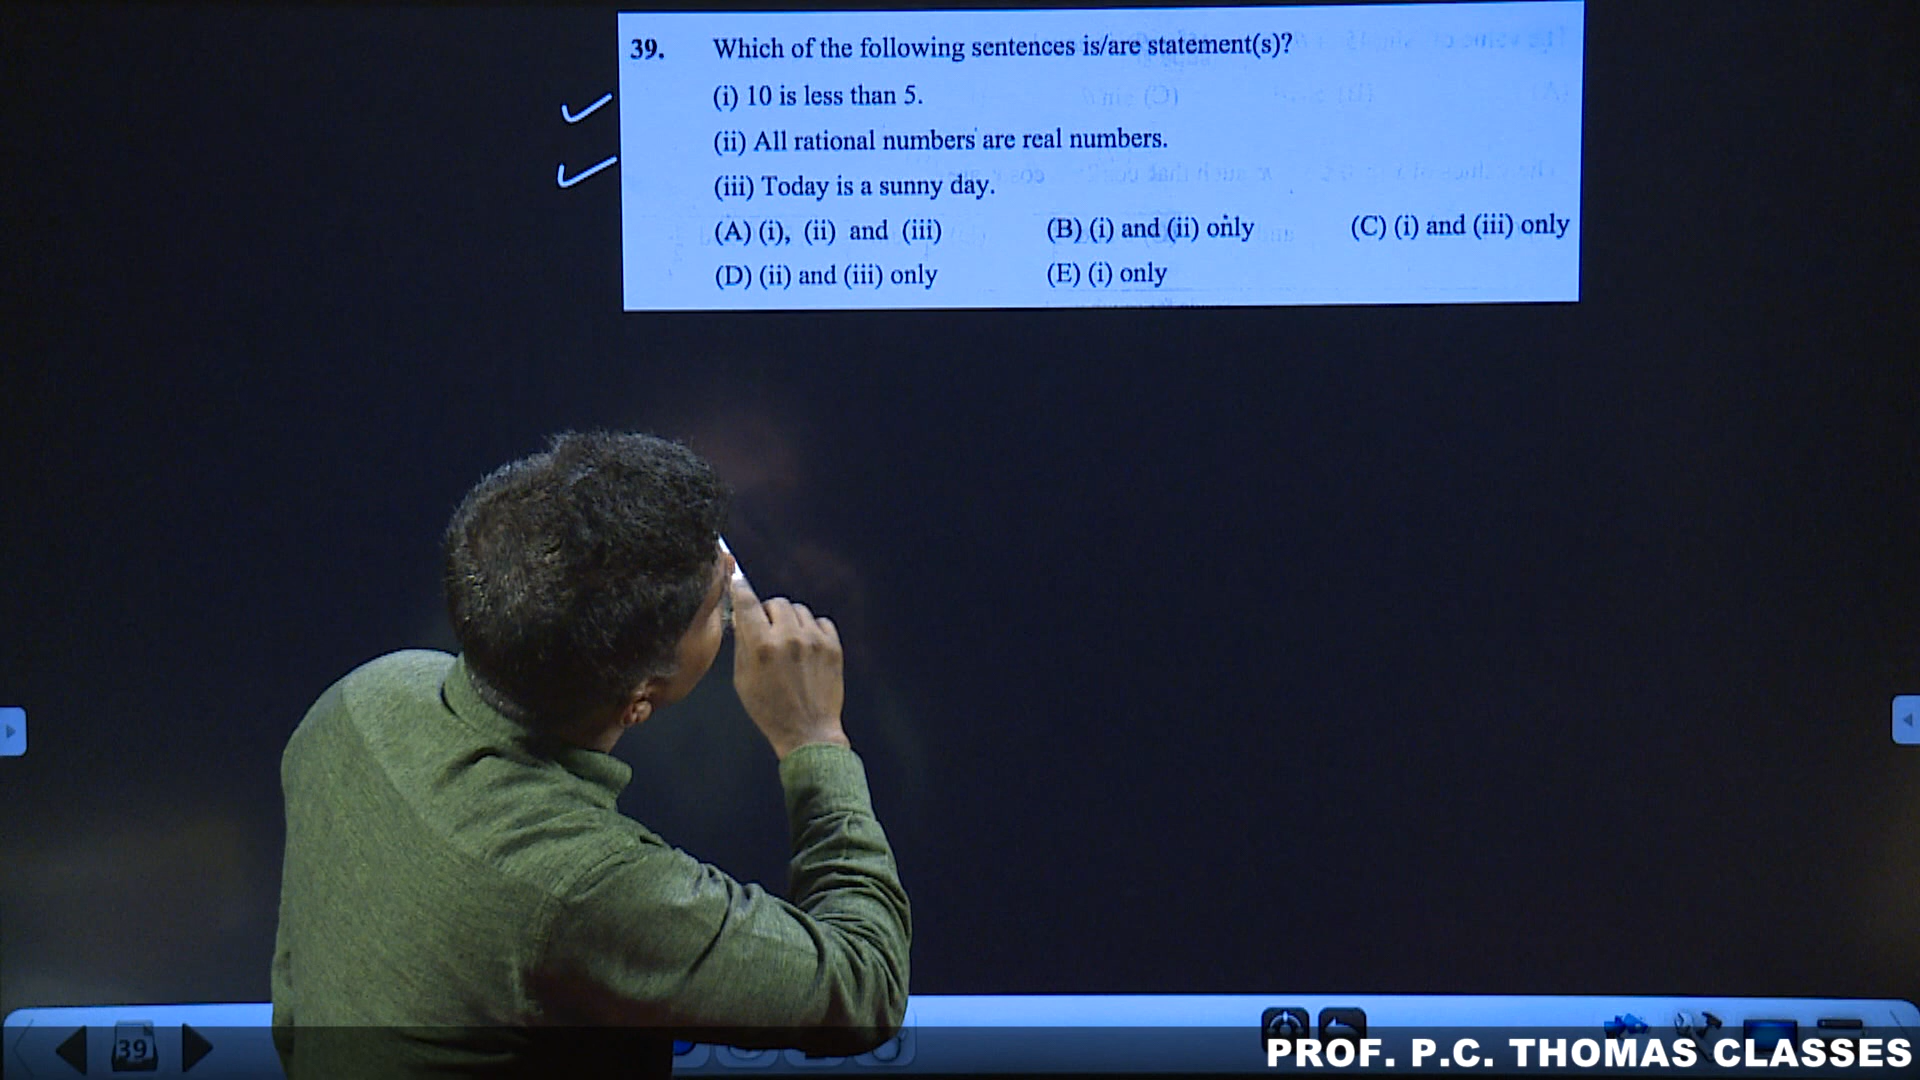 39. Which of the following sentences is/are statement(s)?
(i) 10 is less than 5.
(ii) All rational numbers are real numbers.
(iii) Today is a sunny day.
(A) (i), (ii) and (iii) (B) (i) and (ii) only (C) (i) and (iii) only
(D) (ii) and (iii) only (E) (i) only
39
PROF. P.C. THOMAS CLASSES